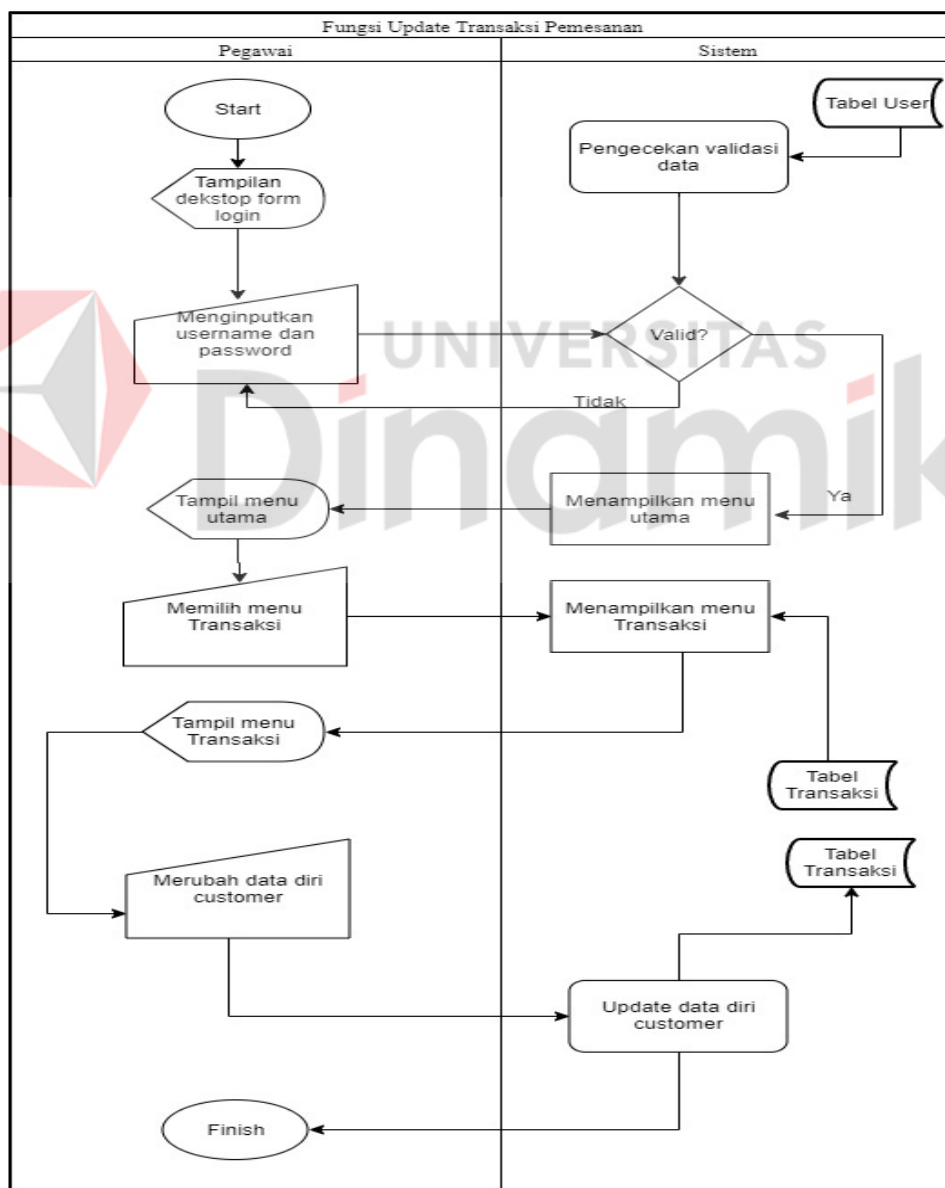 Fungsi Update Transaksi Pemesanan
Pegawai
Sistem
Start
Tabel User
Pengecekan validasi
data
Tampilan
dekstop form
login
Menginputkan
username dan
password
Valid?
UNIVERSITAS
Dinamik
Tidak
Ya
Tampil menu
utama
Menampilkan menu
utama
Memilih menu
Transaksi
Menampilkan menu
Transaksi
Tampil menu
Transaksi
Tabel
Transaksi
Merubah data diri
customer
Tabel
Transaksi
Update data diri
customer
Finish